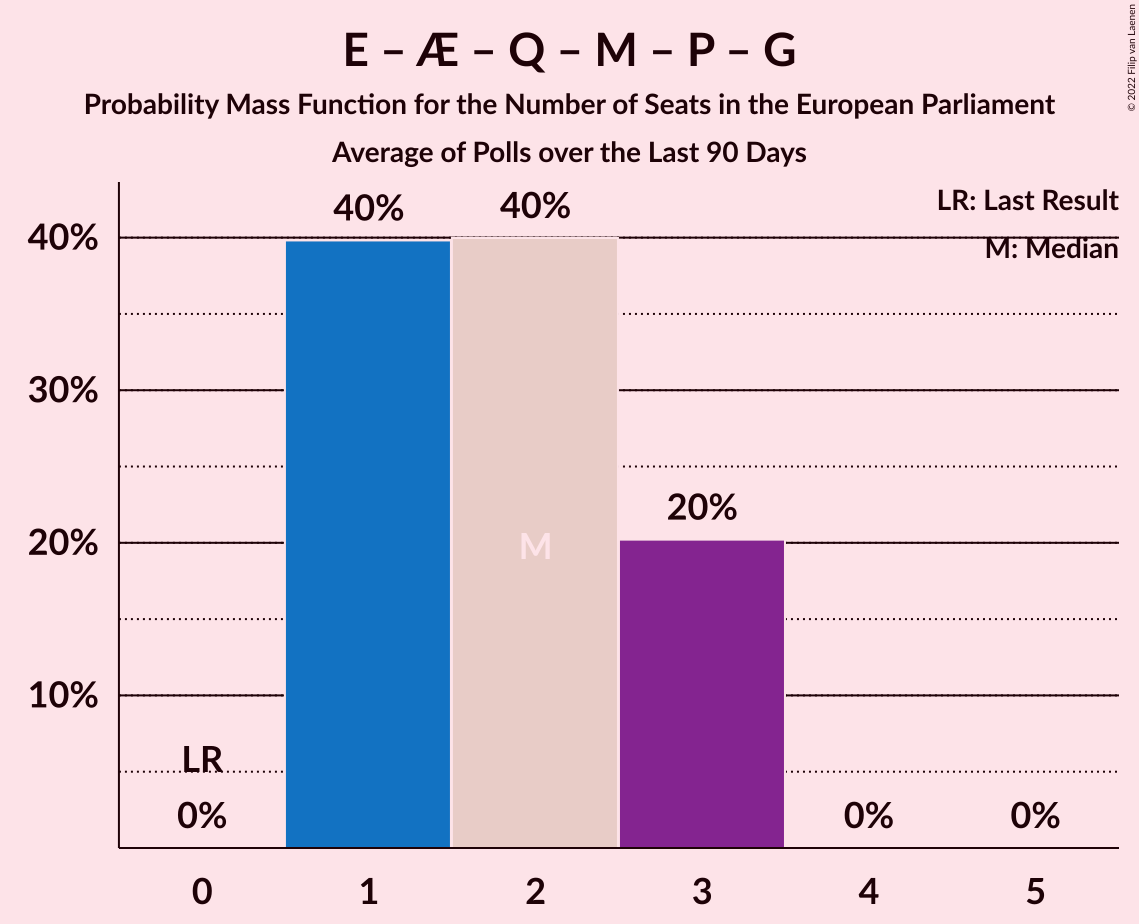 E – Æ – Q – M – P – G
Probability Mass Function for the Number of Seats in the European Parliament
Average of Polls over the Last 90 Days
© 2022 Filip van Laenen
LR: Last Result
M: Median
40%
30%
20%
10%
40%
40%
20%
M
LR
0%
0%
0%
0
1
2
3
4
5